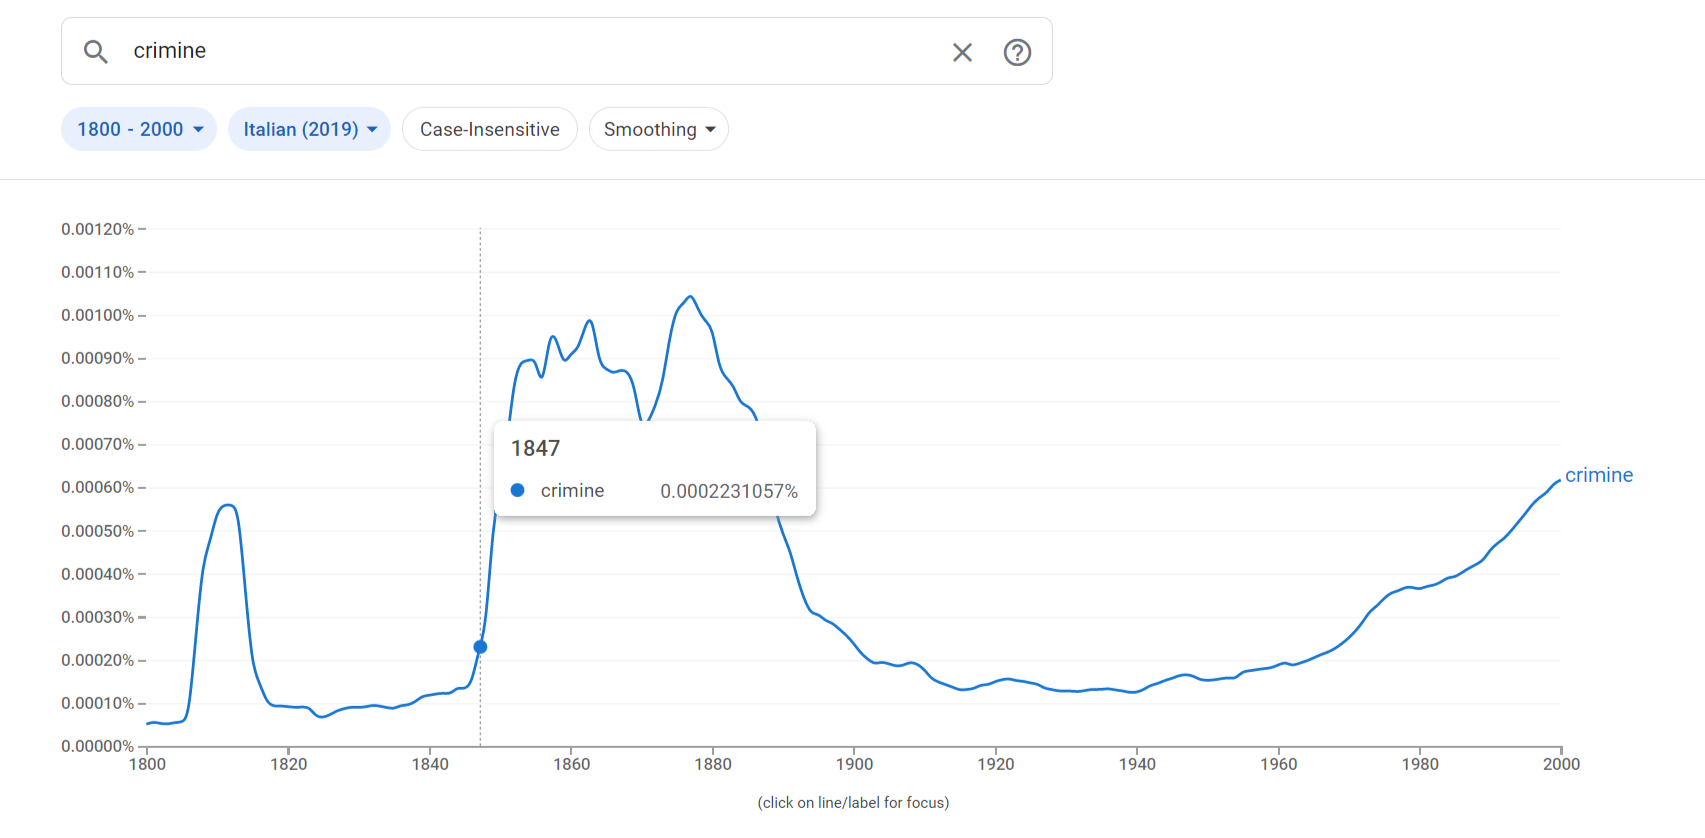 crimine
1800 - 2000 Italian (2019) Case-Insensitive Smoothing
0.00120%
0.00110%
0.00100%
0.00090%
0.00080%
0.00070%
0.00060%
0.00050%
0.00040%
0.00030%
0.00020%
0.00010%
0.00000%
1847
crimine 0.0002231057%
crimine
1800 1820 1840 1860 1880 1900 1920 1940 1960 1980 2000
(click on line/label for focus)